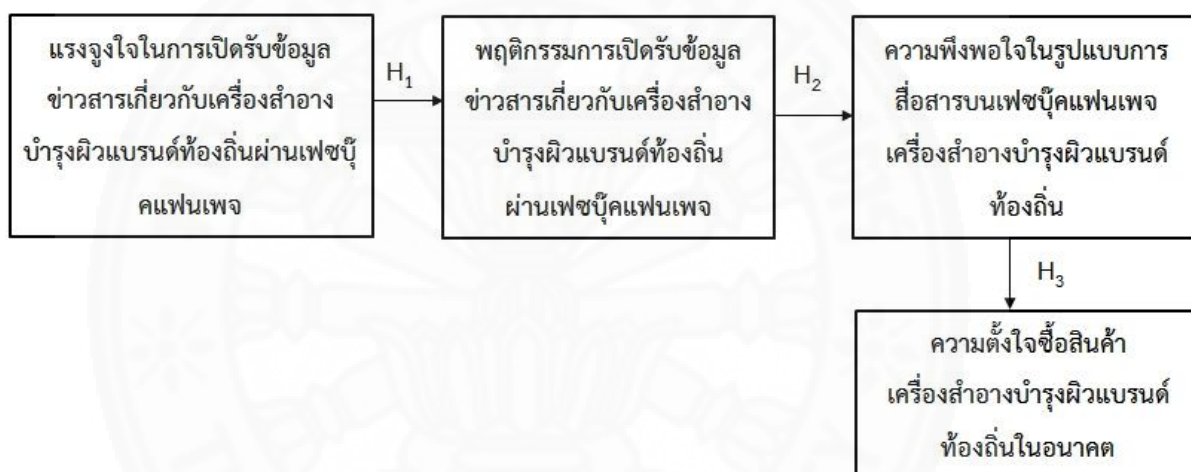 แรงจูงใจในการเปิดรับข้อมูล
ข่าวสารเกี่ยวกับเครื่องสำอาง
บำรุงผิวแบรนด์ท้องถิ่นผ่านเฟซบุ๊
คแฟนเพจ
H1
พฤติกรรมการเปิดรับข้อมูล
ข่าวสารเกี่ยวกับเครื่องสำอาง
บำรุงผิวแบรนด์ท้องถิ่น
ผ่านเฟซบุ๊คแฟนเพจ
H2
ความพึงพอใจในรูปแบบการ
สื่อสารบนเฟซบุ๊คแฟนเพจ
เครื่องสำอางบำรุงผิวแบรนด์
ท้องถิ่น
H3
ความตั้งใจซื้อสินค้า
เครื่องสำอางบำรุงผิวแบรนด์
ท้องถิ่นในอนาคต